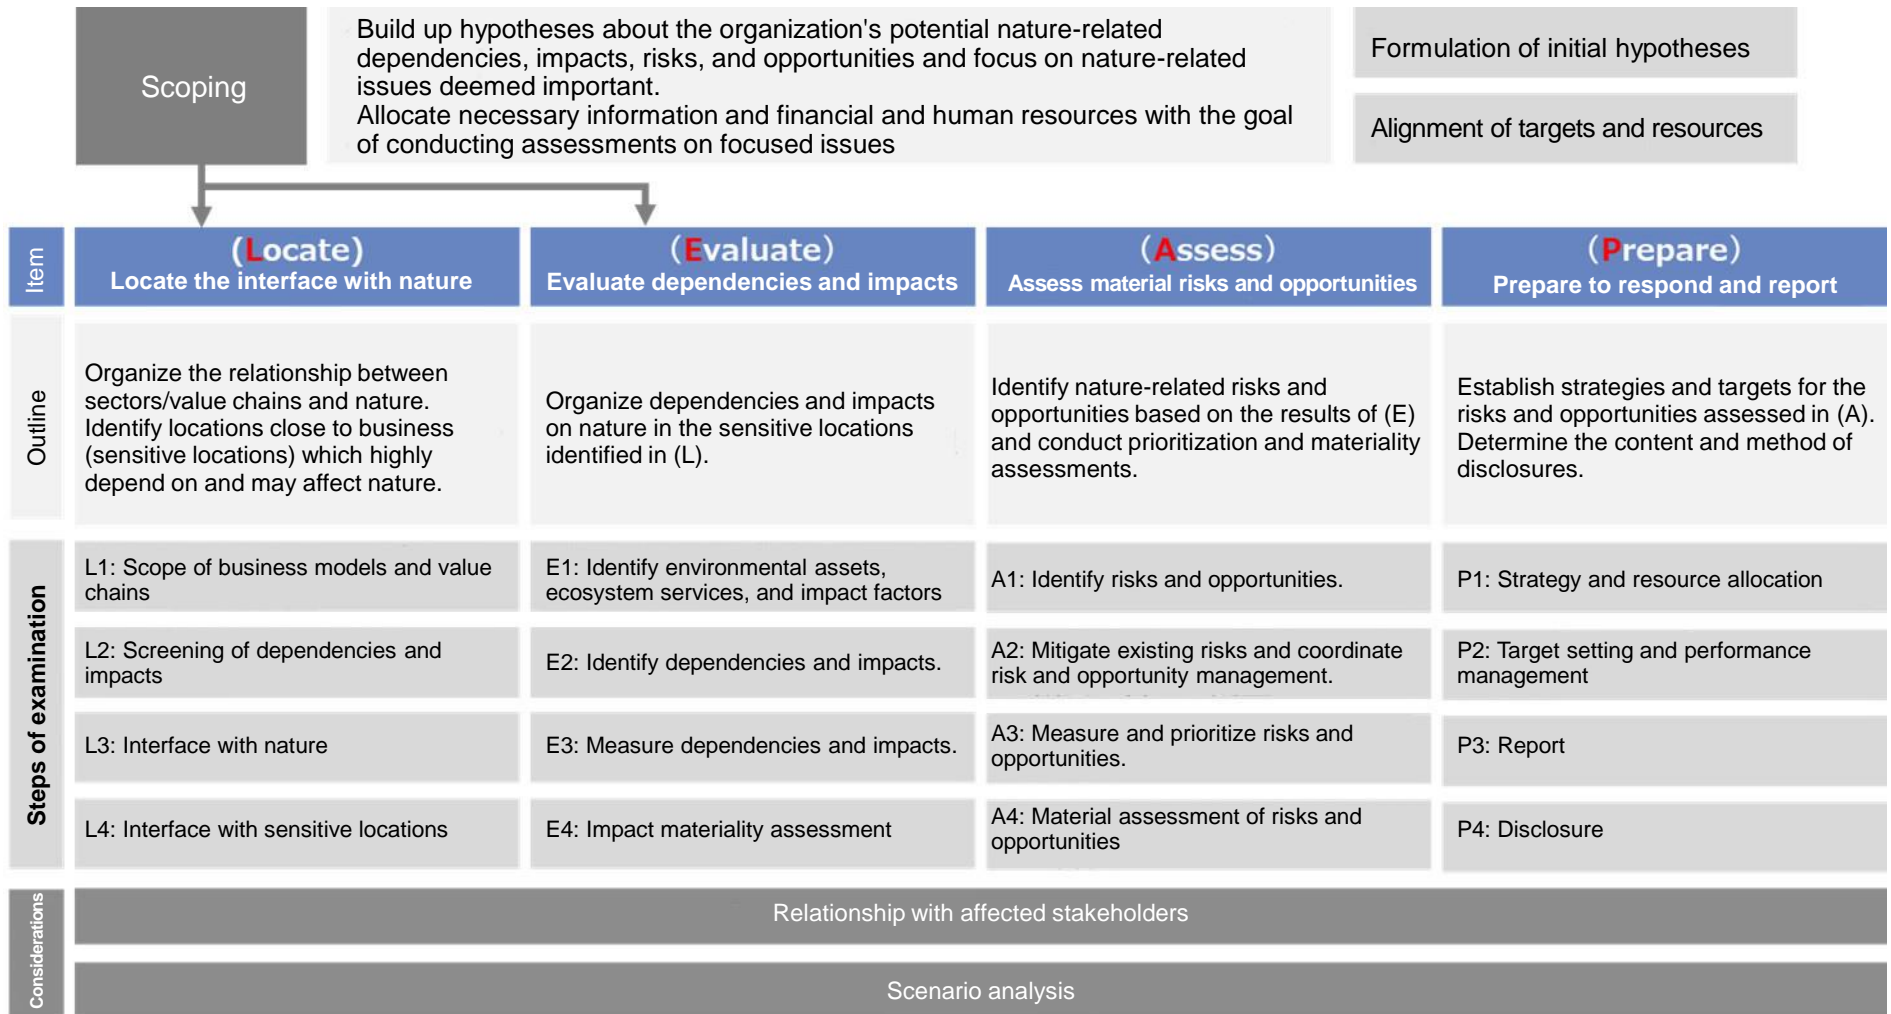 Scoping
Build up hypotheses about the organization's potential nature-related
dependencies, impacts, risks, and opportunities and focus on nature-related
issues deemed important.
Allocate necessary information and financial and human resources with the goal
of conducting assessments on focused issues
Formulation of initial hypotheses
Alignment of targets and resources
Item
(Locate)
Locate the interface with nature
(Evaluate)
Evaluate dependencies and impacts
(Assess)
Assess material risks and opportunities
(Prepare)
Prepare to respond and report
Outline
Organize the relationship between
sectors/value chains and nature.
Identify locations close to business
(sensitive locations) which highly
depend on and may affect nature.
Organize dependencies and impacts
on nature in the sensitive locations
identified in (L).
Identify nature-related risks and
opportunities based on the results of (E)
and conduct prioritization and materiality
assessments.
Establish strategies and targets for the
risks and opportunities assessed in (A).
Determine the content and method of
disclosures.
Steps of examination
L1: Scope of business models and value
chains
E1: Identify environmental assets,
ecosystem services, and impact factors
A1: Identify risks and opportunities.
P1: Strategy and resource allocation
L2: Screening of dependencies and
impacts
E2: Identify dependencies and impacts.
A2: Mitigate existing risks and coordinate
risk and opportunity management.
P2: Target setting and performance
management
L3: Interface with nature
E3: Measure dependencies and impacts.
A3: Measure and prioritize risks and
opportunities.
P3: Report
L4: Interface with sensitive locations
E4: Impact materiality assessment
A4: Material assessment of risks and
opportunities
P4: Disclosure
Considerations
Relationship with affected stakeholders
Scenario analysis